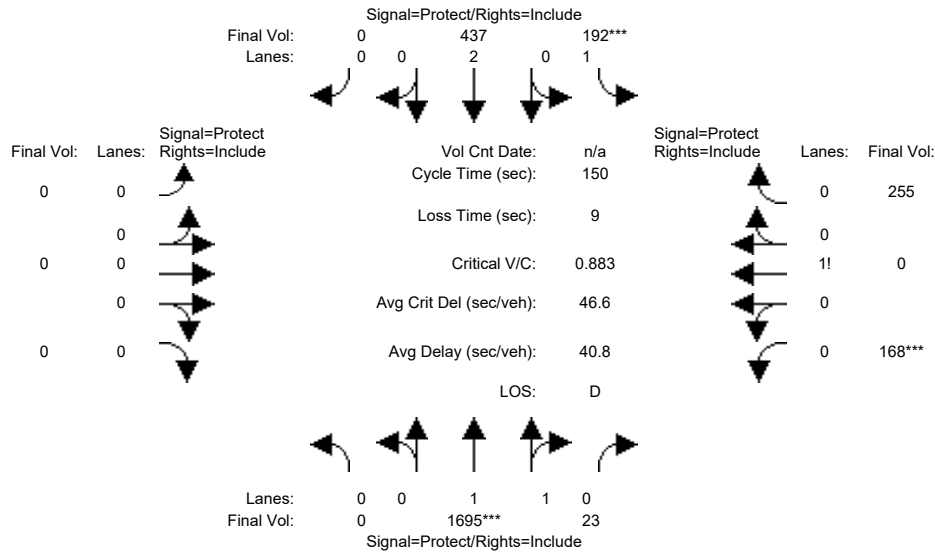 Signal=Protect/Rights=Include
Final Vol: 0 437 192***
Lanes: 0 0 2 0 1
Signal=Protect Signal=Protect
Final Vol: Lanes: Rights=Include Vol Cnt Date: n/a Rights=Include Lanes: Final Vol:
Cycle Time (sec): 150
0 0 0 255
Loss Time (sec): 9
0 0
0 0 Critical V/C: 0.883 1! 0
0 Avg Crit Del (sec/veh): 46.6 0
0 0 Avg Delay (sec/veh): 40.8 0 168***
LOS: D
Lanes: 0 0 1 1 0
Final Vol: 0 1695*** 23
Signal=Protect/Rights=Include